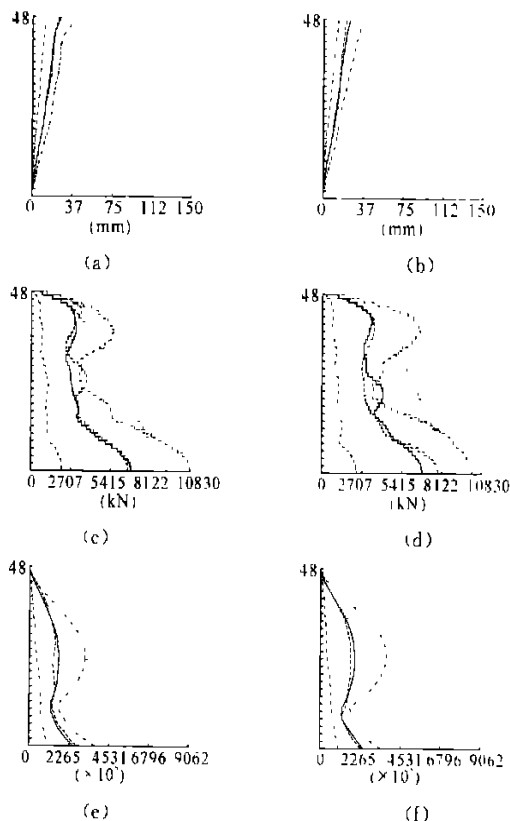 48 48
0 37 75 112 150 0 37 75 112 150
(mm) (mm)
(a) (b)
48 48
0 2707 5415 8122 10830 0 2707 5415 8122 10830
(kN) (kN)
(c) (d)
48 48
0 2265 4531 6796 9062 0 2265 4531 6796 9062
(e) (f)